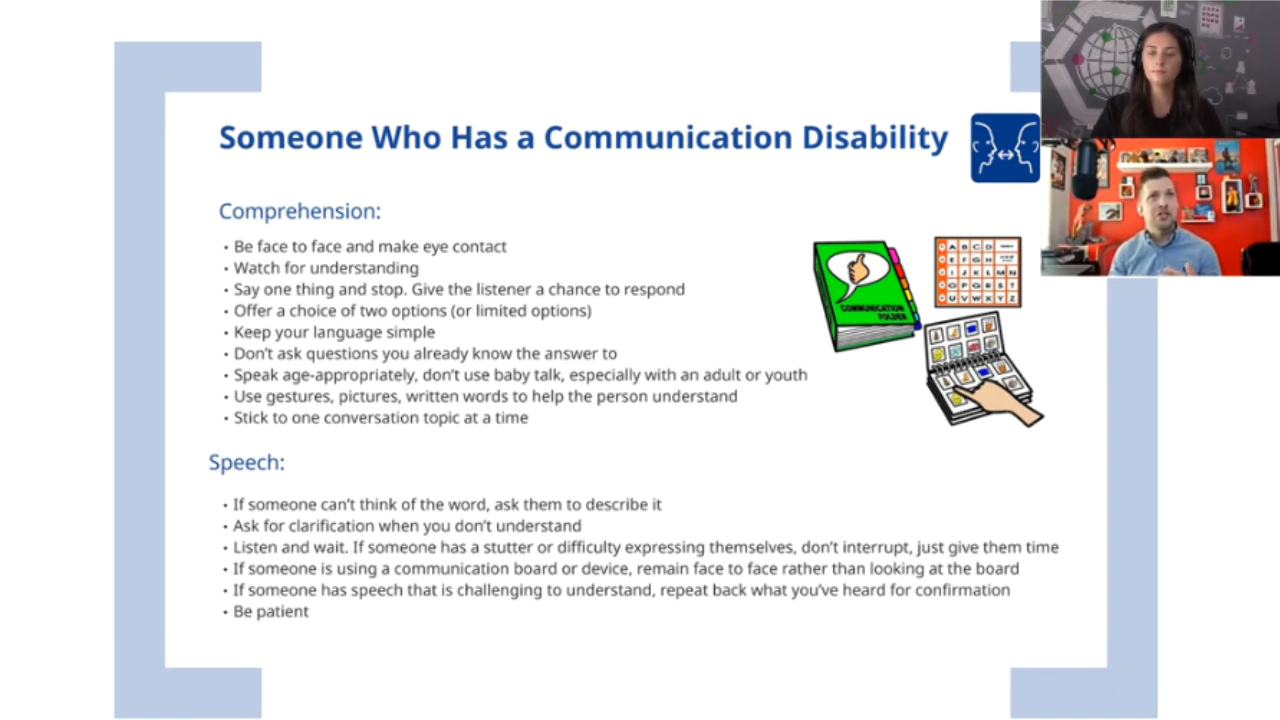 Someone Who Has a Communication Disability
Comprehension:
• Be face to face and make eye contact
• Watch for understanding
• Say one thing and stop. Give the listener a chance to respond
• Offer a choice of two options (or limited options)
• Keep your language simple
• Don't ask questions you already know the answer to
• Speak age-appropriately, don't use baby talk, especially with an adult or youth
• Use gestures, pictures, written words to help the person understand
• Stick to one conversation topic at a time
COMMUNICATION
FOLDER
A B C D
E F G H
I J K L M N
O P Q R S T
U V W X Y Z
Speech:
• If someone can't think of the word, ask them to describe it
• Ask for clarification when you don't understand
• Listen and wait. If someone has a stutter or difficulty expressing themselves, don't interrupt, just give them time
• If someone is using a communication board or device, remain face to face rather than looking at the board
• If someone has speech that is challenging to understand, repeat back what you've heard for confirmation
• Be patient